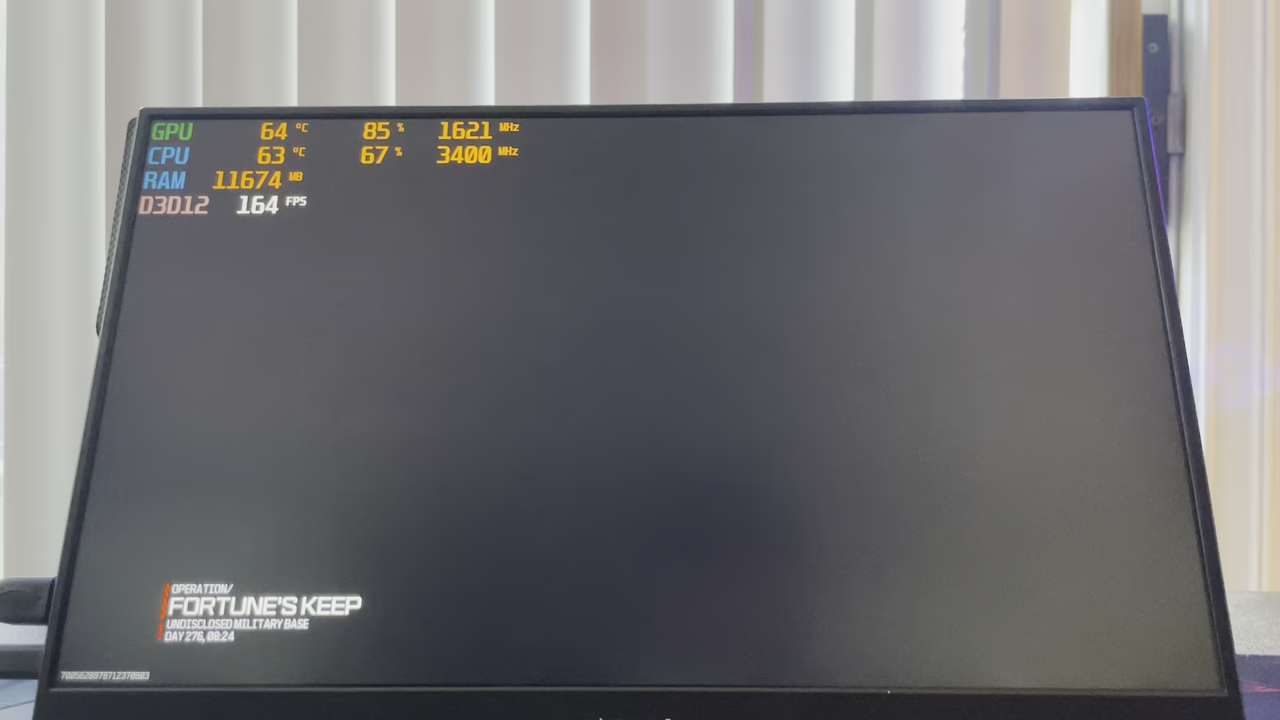 GPU 64 °C 85 % 1621 MHz
CPU 63 °C 67 % 3400 MHz
RAM 11674 MB
D3D12 164 FPS
OPERATION/
FORTUNE'S KEEP
UNDISCLOSED MILITARY BASE
DAY 276, 08:24